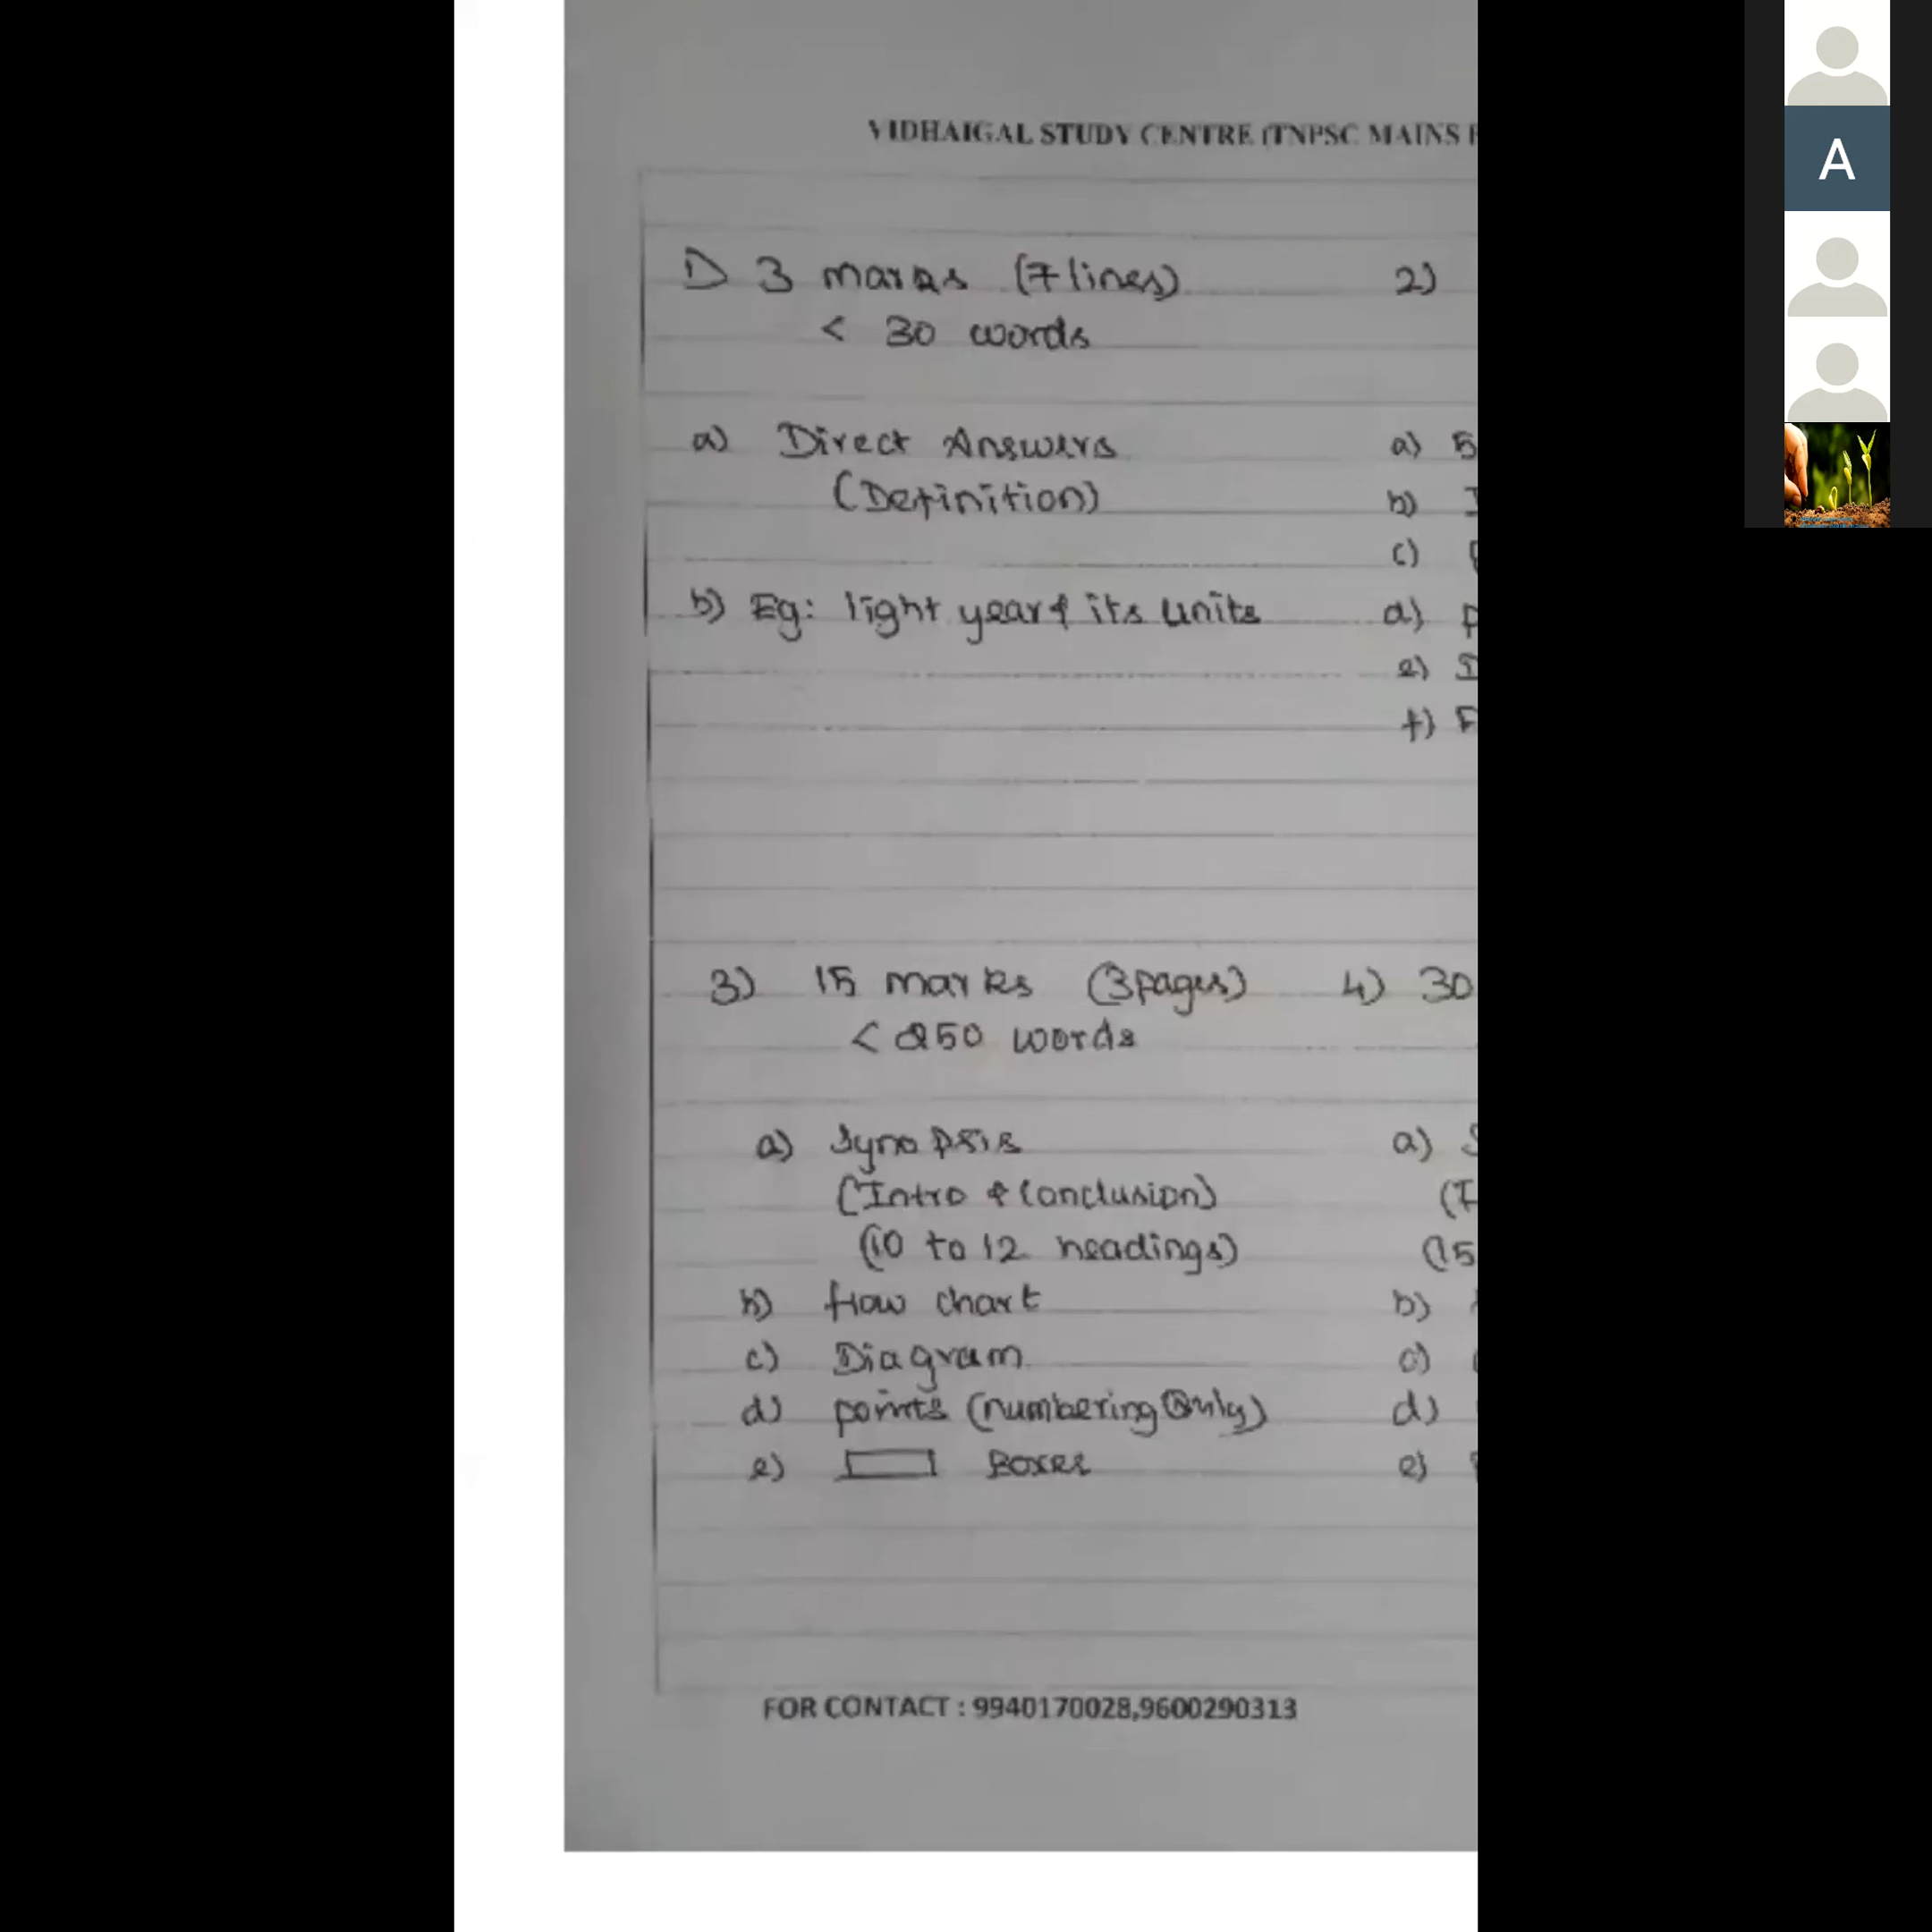 VIDHAIGAL STUDY CENTRE (TNPSC MAINS
1) 3 marks (7 lines)
< 30 words
a) Direct Answers
(Definition)
b) Eg: light year & its units
2)
a) 5
b)
c)
d)
e)
f)
3) 15 marks (3 pages)
< 250 words
a) Synopsis
(Intro & Conclusion)
(10 to 12 headings)
b) flow chart
c) Diagram
d) points (numbering Only)
e) Boxes
4) 30
a)
(15
b)
c)
d)
e)
FOR CONTACT : 9940170028,9600290313
A